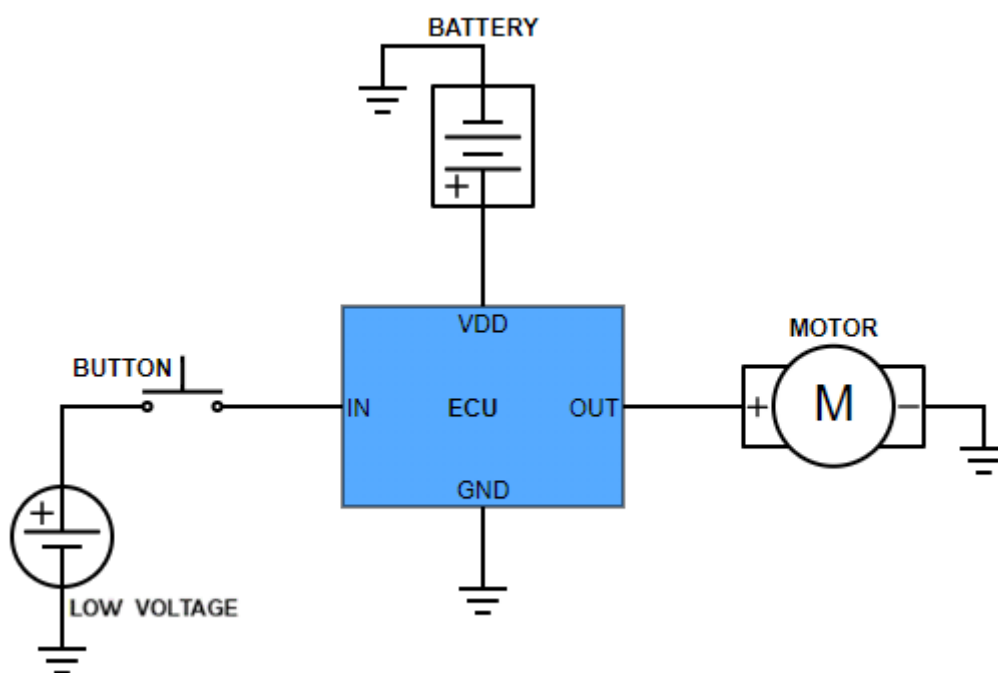 BATTERY
+
VDD
MOTOR
BUTTON
IN
ECU
OUT
+
M
−
GND
+
LOW VOLTAGE